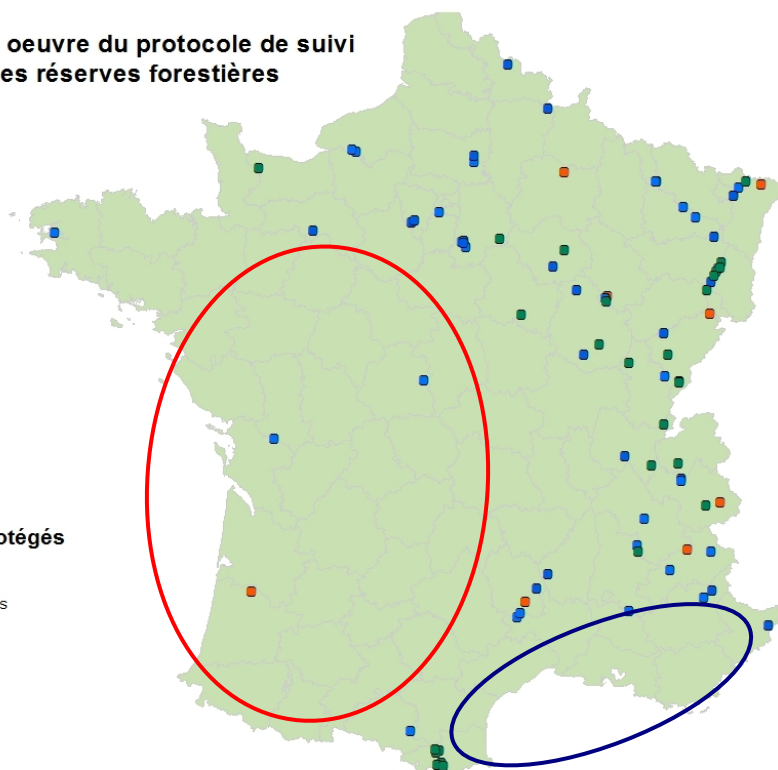 oeuvre du protocole de suivi
es réserves forestières
otégés
s